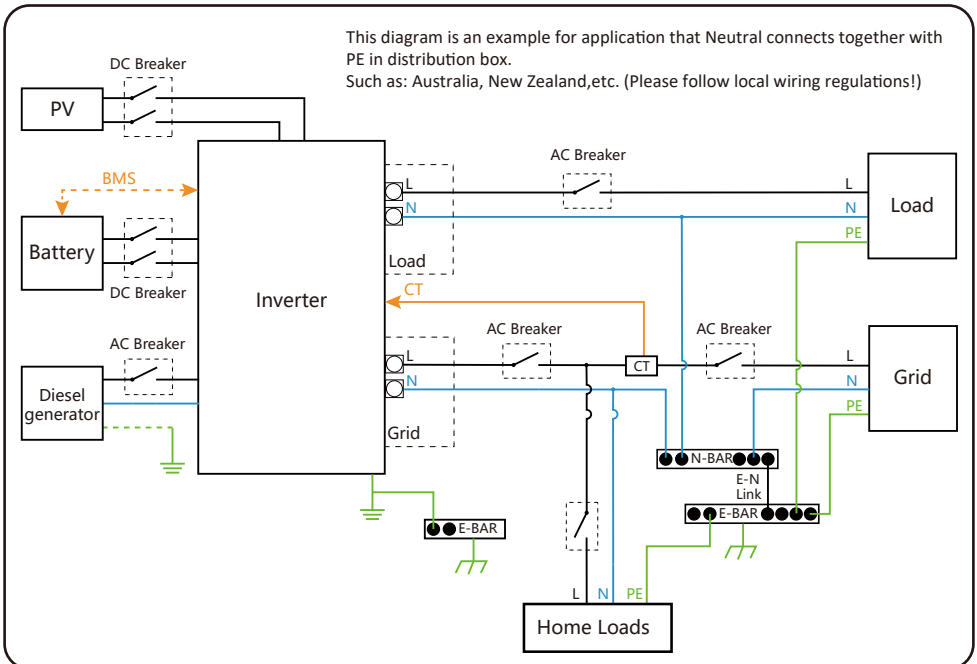 This diagram is an example for application that Neutral connects together with
PE in distribution box.
Such as: Australia, New Zealand,etc. (Please follow local wiring regulations!)
DC Breaker
PV
BMS
Battery
DC Breaker
AC Breaker
Diesel
generator
Inverter
L
N
Load
AC Breaker
L
N
PE
Load
CT
AC Breaker
L
N
Grid
CT
AC Breaker
L
N
PE
Grid
N-BAR
E-N
Link
E-BAR
E-BAR
L
N
PE
Home Loads